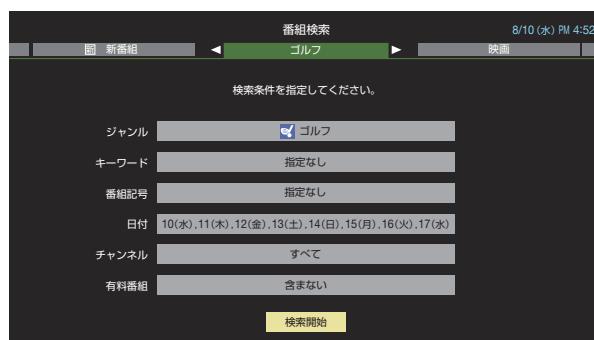 番組検索
8/10 (水) PM 4:52
新番組 ◀ ゴルフ ▶ 映画
検索条件を指定してください。
ジャンル ゴルフ
キーワード 指定なし
番組記号 指定なし
日付 10(水),11(木),12(金),13(土),14(日),15(月),16(火),17(水)
チャンネル すべて
有料番組 含まない
検索開始